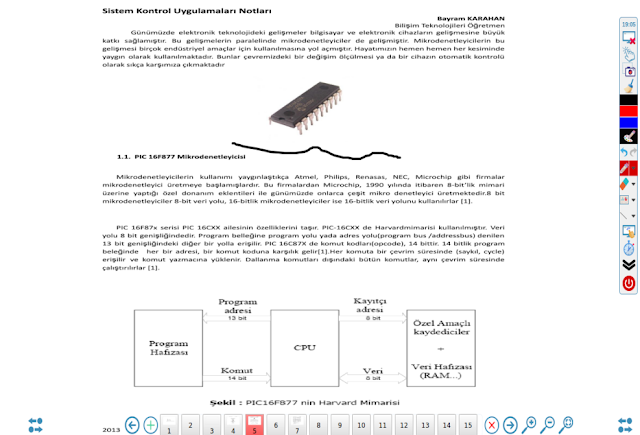 Sistem Kontrol Uygulamaları Notları
Bayram KARAHAN
Bilişim Teknolojileri Öğretmen
Günümüzde elektronik teknolojideki gelişmeler bilgisayar ve elektronik cihazların gelişmesine büyük
katkı sağlamıştır. Bu gelişmelerin paralelinde mikrodenetleyiciler de gelişmiştir. Mikrodenetleyicilerin bu
gelişmesi birçok endüstriyel amaçlar için kullanılmasına yol açmıştır. Hayatımızın hemen hemen her kesiminde
yaygın olarak kullanılmaktadır. Bunlar çevremizdeki bir değişim ölçülmesi ya da bir cihazın otomatik kontrolü
olarak sıkça karşımıza çıkmaktadır
1.1. PIC 16F877 Mikrodenetleyicisi
Mikrodenetleyicilerin kullanımı yaygınlaştıkça Atmel, Philips, Renasas, NEC, Microchip gibi firmalar
mikrodenetleyici üretmeye başlamışlardır. Bu firmalardan Microchip, 1990 yılında itibaren 8-bit'lik mimari
üzerine yaptığı özel donanım eklentileri ile günümüzde onlarca çeşit mikro denetleyici üretmektedir.8 bit
mikrodenetleyiciler 8-bit veri yolu, 16-bitlik mikrodenetleyiciler ise 16-bitlik veri yolunu kullanılırlar [1].
PIC 16F87x serisi PIC 16CXX ailesinin özelliklerini taşır. PIC-16CXX de Harvardmimarisi kullanılmıştır. Veri
yolu 8 bit genişliğindedir. Program belleğine program yolu yada adres yolu(program bus /addressbus) denilen
13 bit genişliğindeki diğer bir yolla erişilir. PIC 16C87X de komut kodları(opcode), 14 bittir. 14 bitlik program
beleğinde her bir adresi, bir komut koduna karşılık gelir[1].Her komuta bir çevrim süresinde (saykıl, cycle)
erişilir ve komut yazmacına yüklenir. Dallanma komutları dışındaki bütün komutlar, aynı çevrim süresinde
çalıştırılırlar [1].
Program
adresi
13 bit
Kayıtçı
adresi
8 bit
Program
Hafızası
CPU
Özel Amaçlı
kaydediciler
+
Veri Hafızası
(RAM...)
Komut
14 bit
Veri
8 bit
Şekil : PIC16F877 nin Harvard Mimarisi
2013
1 2 3 4 5 6 7 8 9 10 11 12 13 14 15
19:05